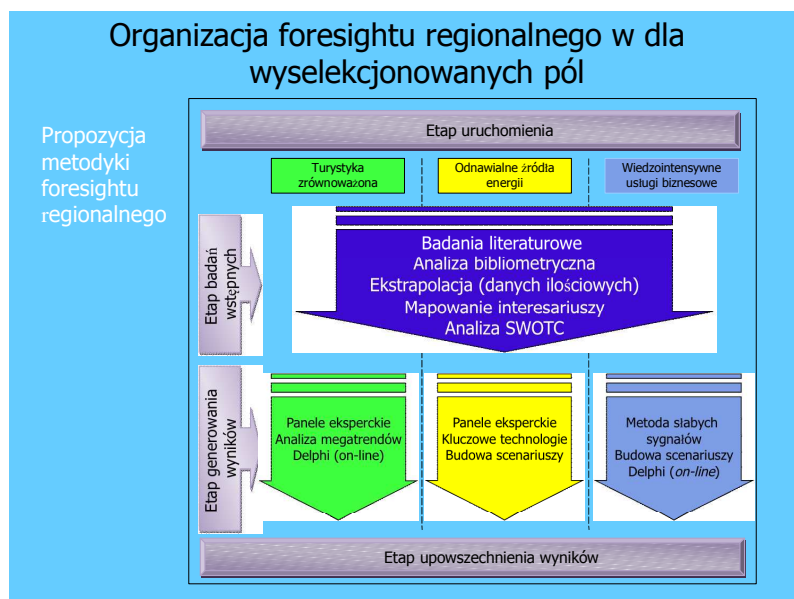 Organizacja foresightu regionalnego w dla
wyselekcjonowanych pól
Propozycja
metodyki
foresightu
regionalnego
Etap uruchomienia
Turystyka
zrównoważona
Odnawialne źródła
energii
Wiedzointensywne
usługi biznesowe
Etap badań
wstępnych
Badania literaturowe
Analiza bibliometryczna
Ekstrapolacja (danych ilościowych)
Mapowanie interesariuszy
Analiza SWOTC
Etap generowania
wyników
Panele eksperckie
Analiza megatrendów
Delphi (on-line)
Panele eksperckie
Kluczowe technologie
Budowa scenariuszy
Metoda słabych
sygnałów
Budowa scenariuszy
Delphi (on-line)
Etap upowszechnienia wyników